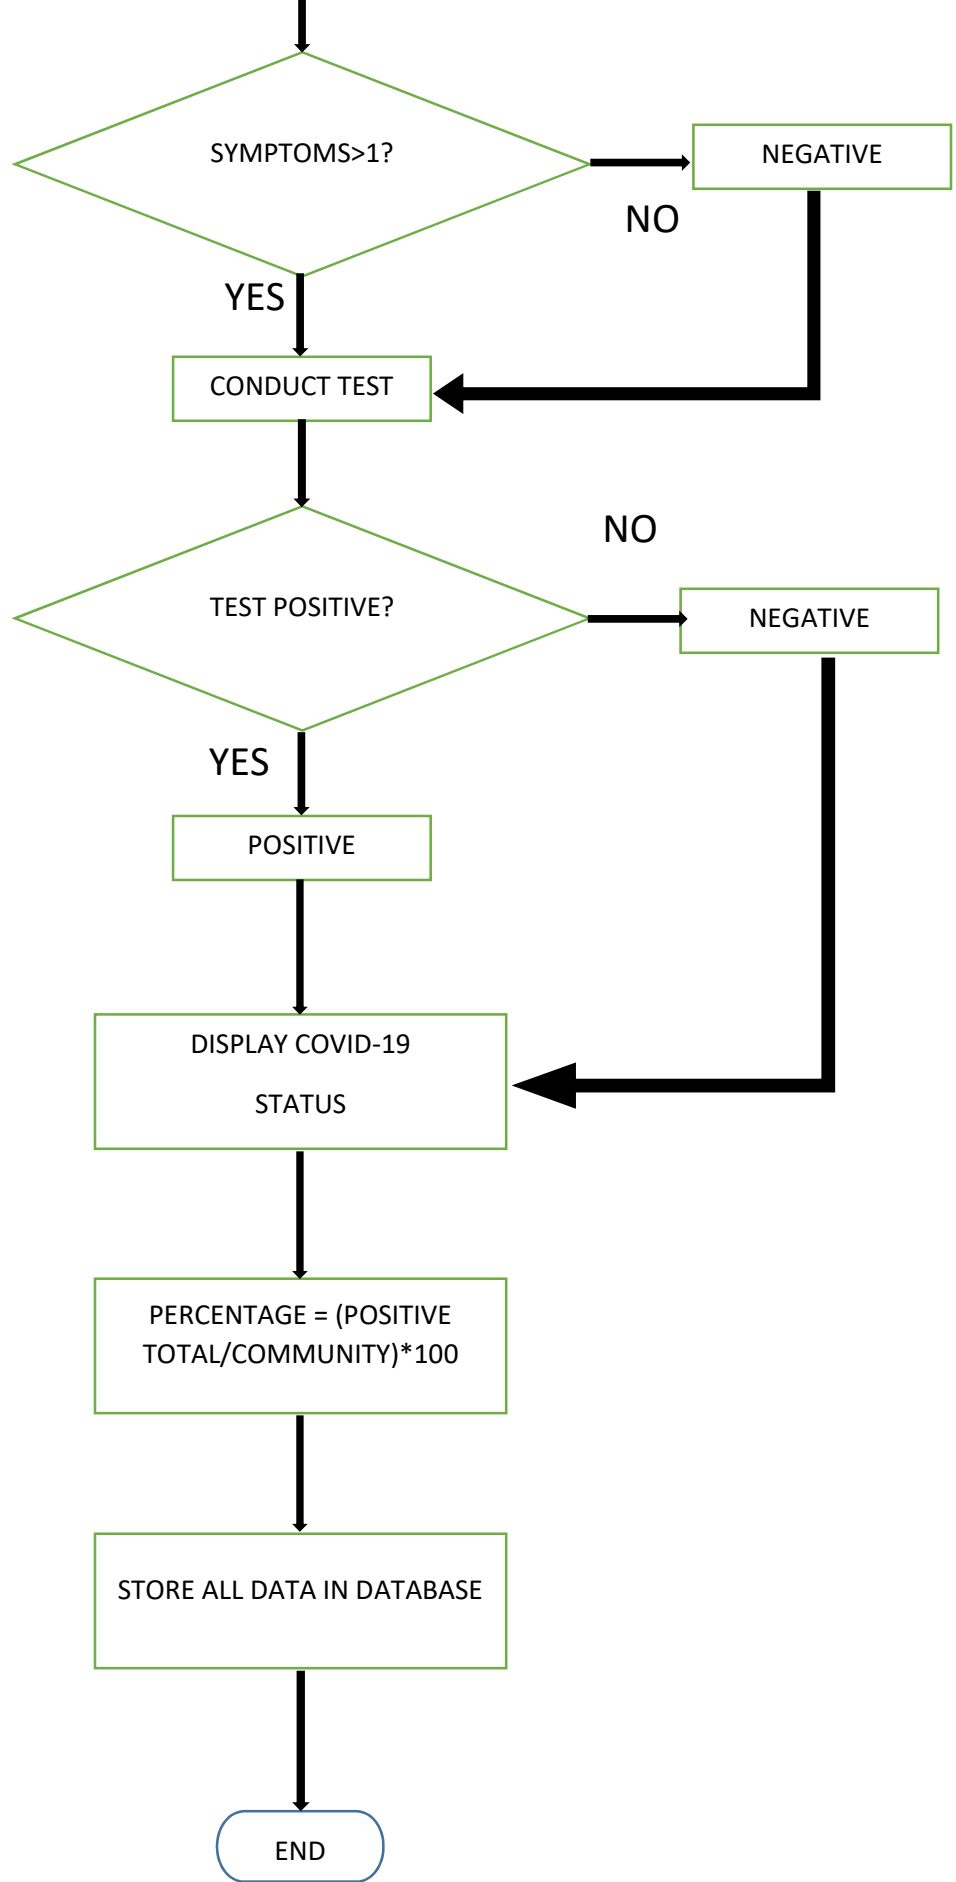 SYMPTOMS>1?
NEGATIVE
NO
YES
CONDUCT TEST
NO
TEST POSITIVE?
NEGATIVE
YES
POSITIVE
DISPLAY COVID-19
STATUS
PERCENTAGE = (POSITIVE
TOTAL/COMMUNITY)*100
STORE ALL DATA IN DATABASE
END